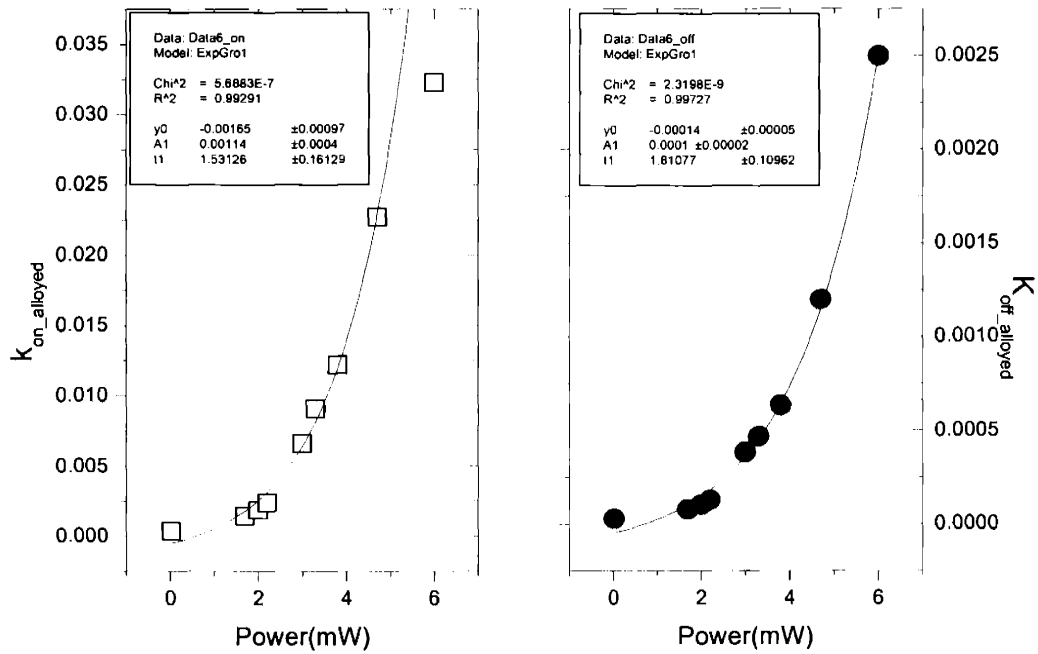 Data: Data6_on
Model: ExpGro1
Chi^2 = 5.6883E-7
R^2 = 0.99291
y0 -0.00165 ±0.00097
A1 0.00114 ±0.0004
t1 1.53126 ±0.16129
0.035
0.030
0.025
0.020
0.015
0.010
0.005
0.000
k on_alloyed
0 2 4 6
Power(mW)
Data: Data6_off
Model: ExpGro1
Chi^2 = 2.3198E-9
R^2 = 0.99727
y0 -0.00014 ±0.00005
A1 0.0001 ±0.00002
t1 1.81077 ±0.10962
0.0025
0.0020
0.0015
0.0010
0.0005
0.0000
K off_alloyed
0 2 4 6
Power(mW)